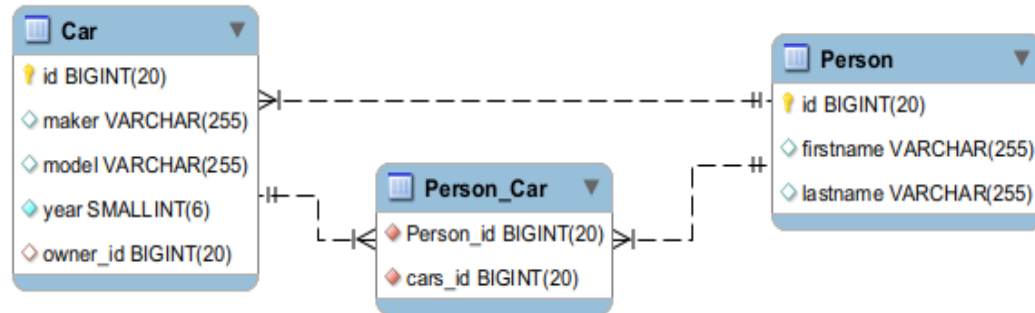 Car
id BIGINT(20)
maker VARCHAR(255)
model VARCHAR(255)
year SMALLINT(6)
owner_id BIGINT(20)
Person_Car
Person_id BIGINT(20)
cars_id BIGINT(20)
Person
id BIGINT(20)
firstname VARCHAR(255)
lastname VARCHAR(255)